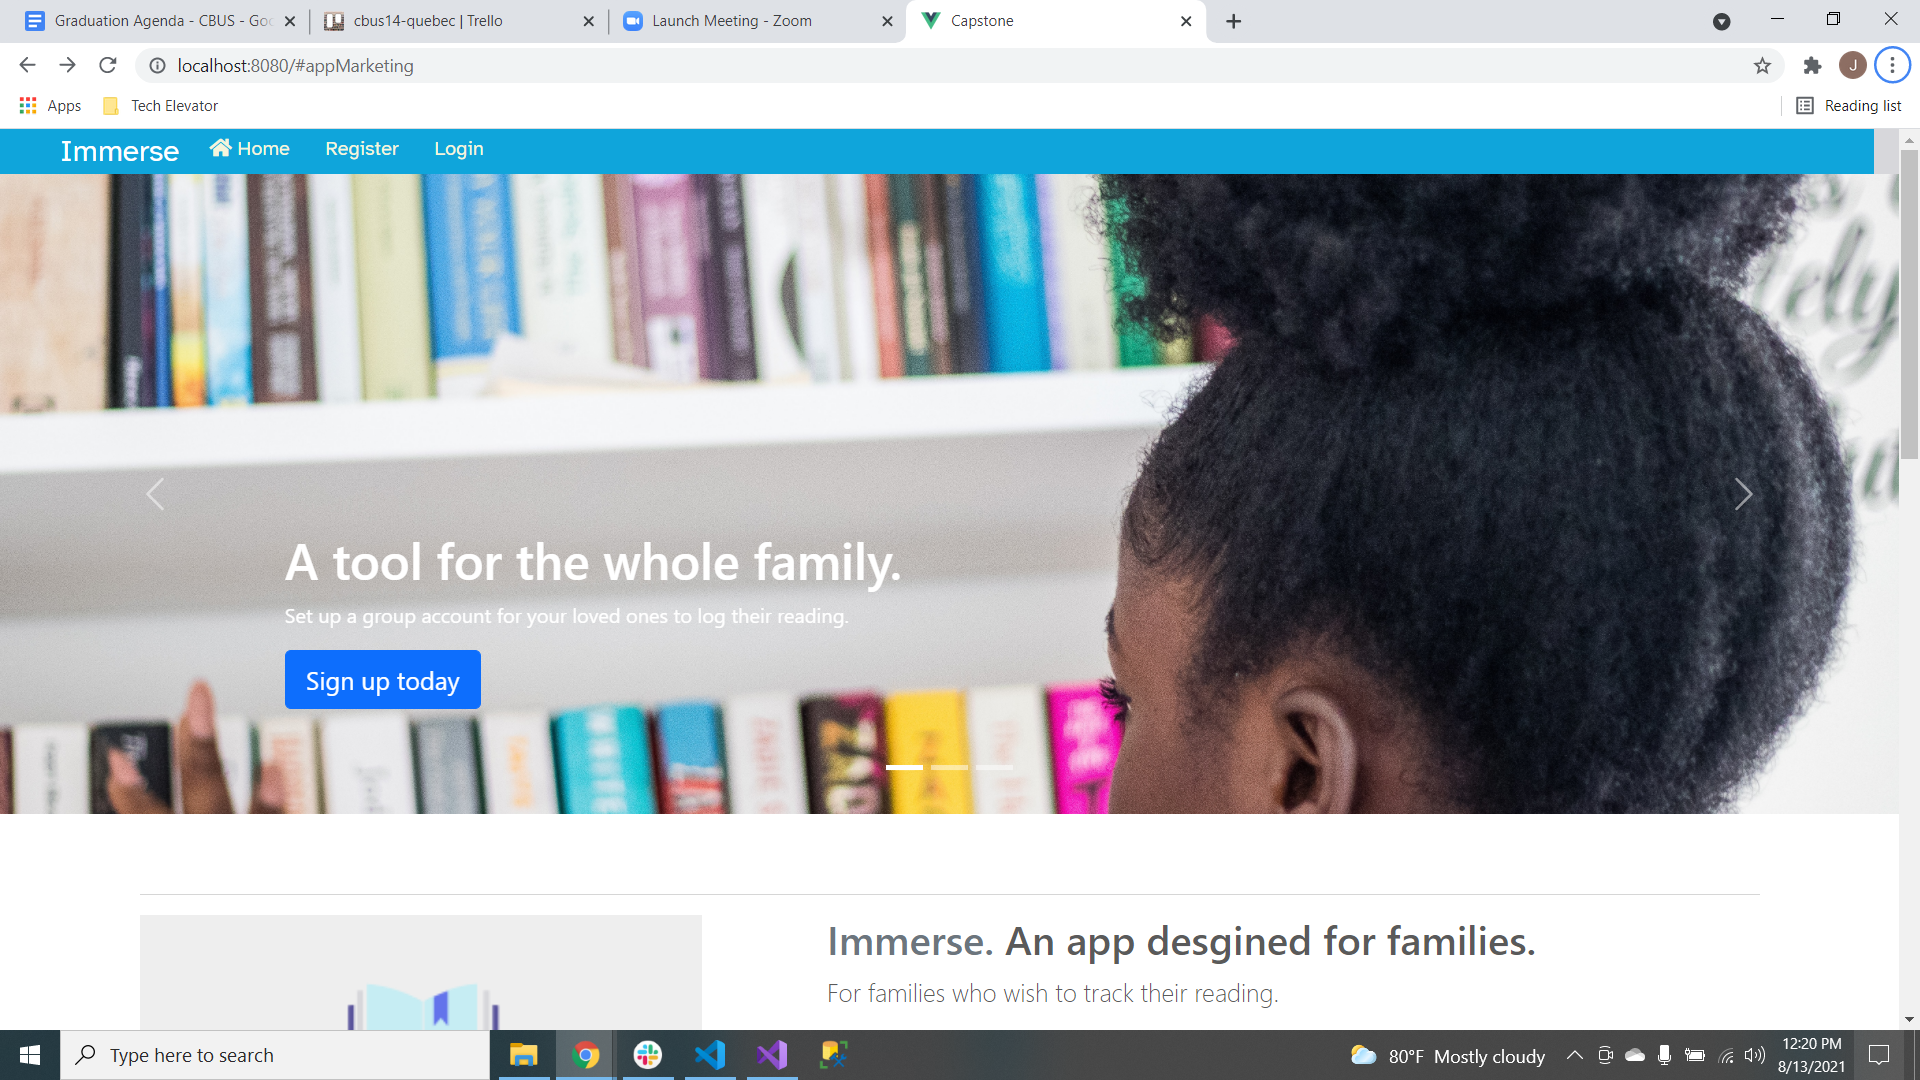 Graduation Agenda - CBUS - Goo
cbus14-quebec | Trello
Launch Meeting - Zoom
Capstone
localhost:8080/#appMarketing
J
Apps
Tech Elevator
Reading list
Immerse
Home
Register
Login
A tool for the whole family.
Set up a group account for your loved ones to log their reading.
Sign up today
Immerse. An app desgined for families.
For families who wish to track their reading.
Type here to search
80°F Mostly cloudy
12:20 PM
8/13/2021